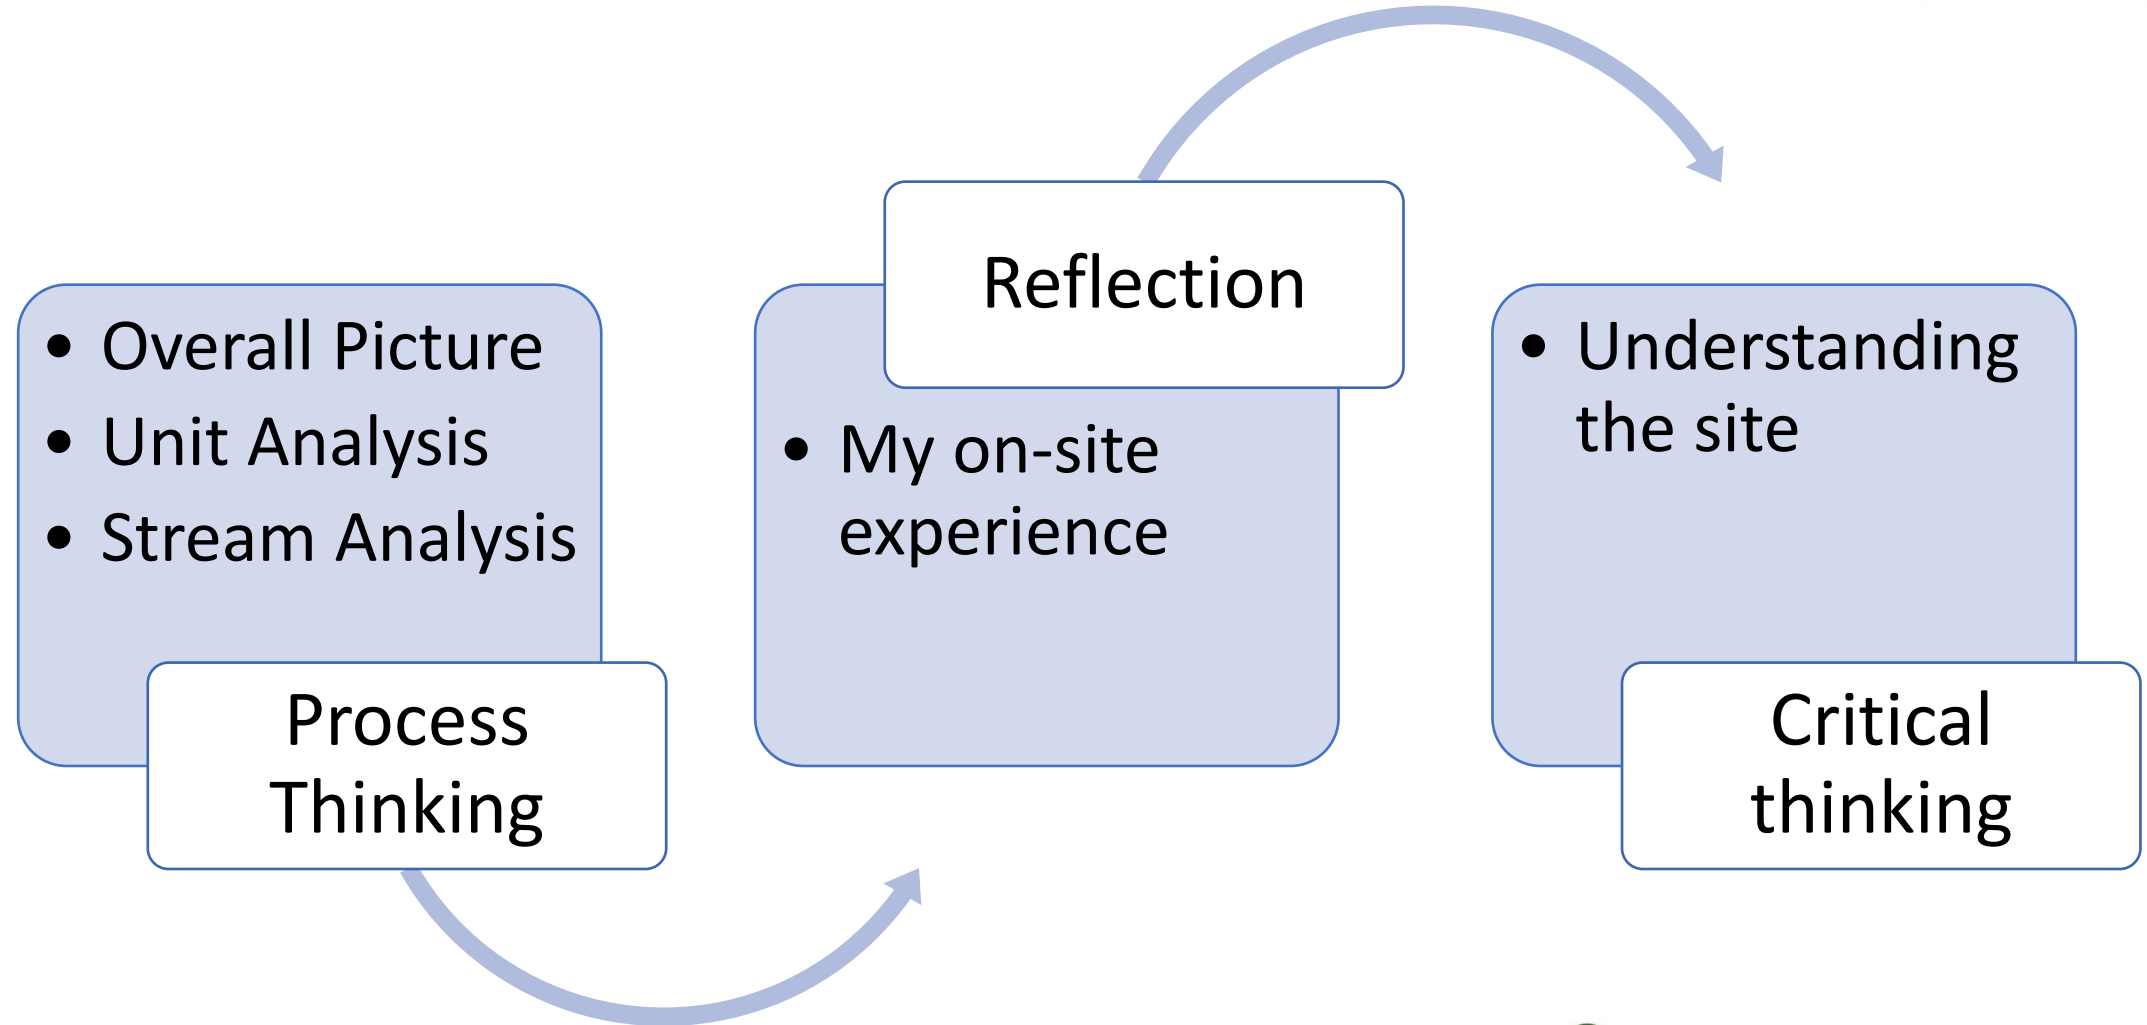 • Overall Picture
• Unit Analysis
• Stream Analysis
Process
Thinking
Reflection
• My on-site
experience
• Understanding
the site
Critical
thinking